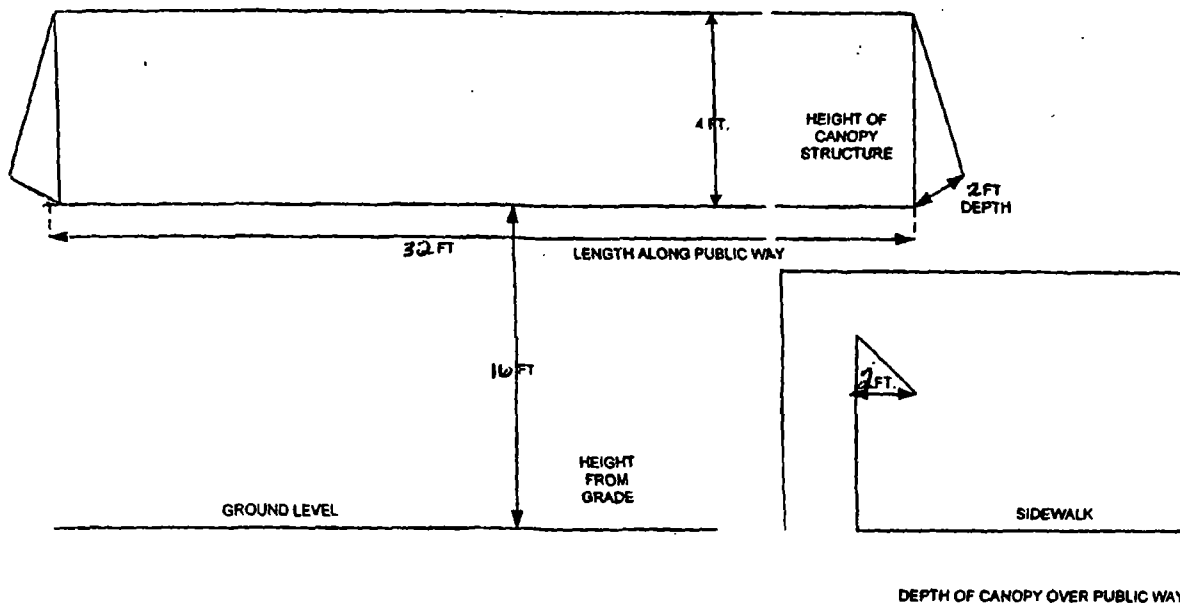 4 FT.
HEIGHT OF
CANOPY
STRUCTURE
2 FT
DEPTH
32 FT
LENGTH ALONG PUBLIC WAY
16 FT
2 FT.
HEIGHT
FROM
GRADE
GROUND LEVEL
SIDEWALK
DEPTH OF CANOPY OVER PUBLIC WAY